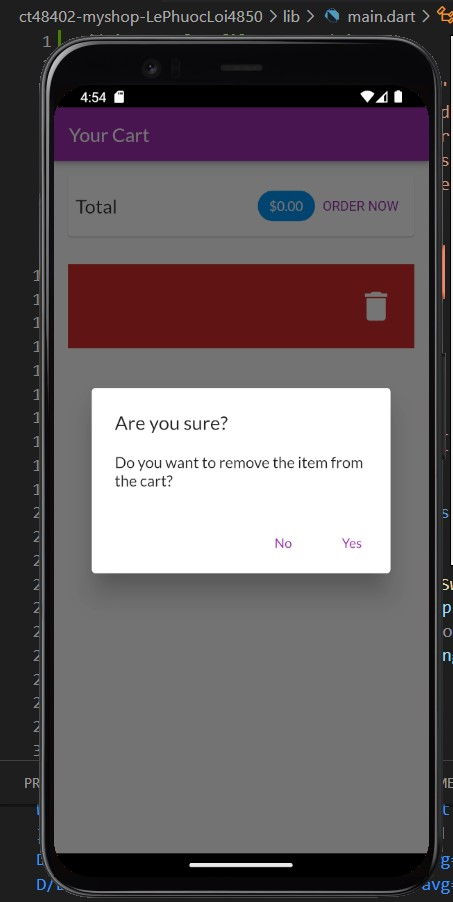 ct48402-myshop-LePhuocLoi4850 > lib > main.dart >
1
4:54
Your Cart
Total
$0.00
ORDER NOW
Are you sure?
Do you want to remove the item from
the cart?
No
Yes